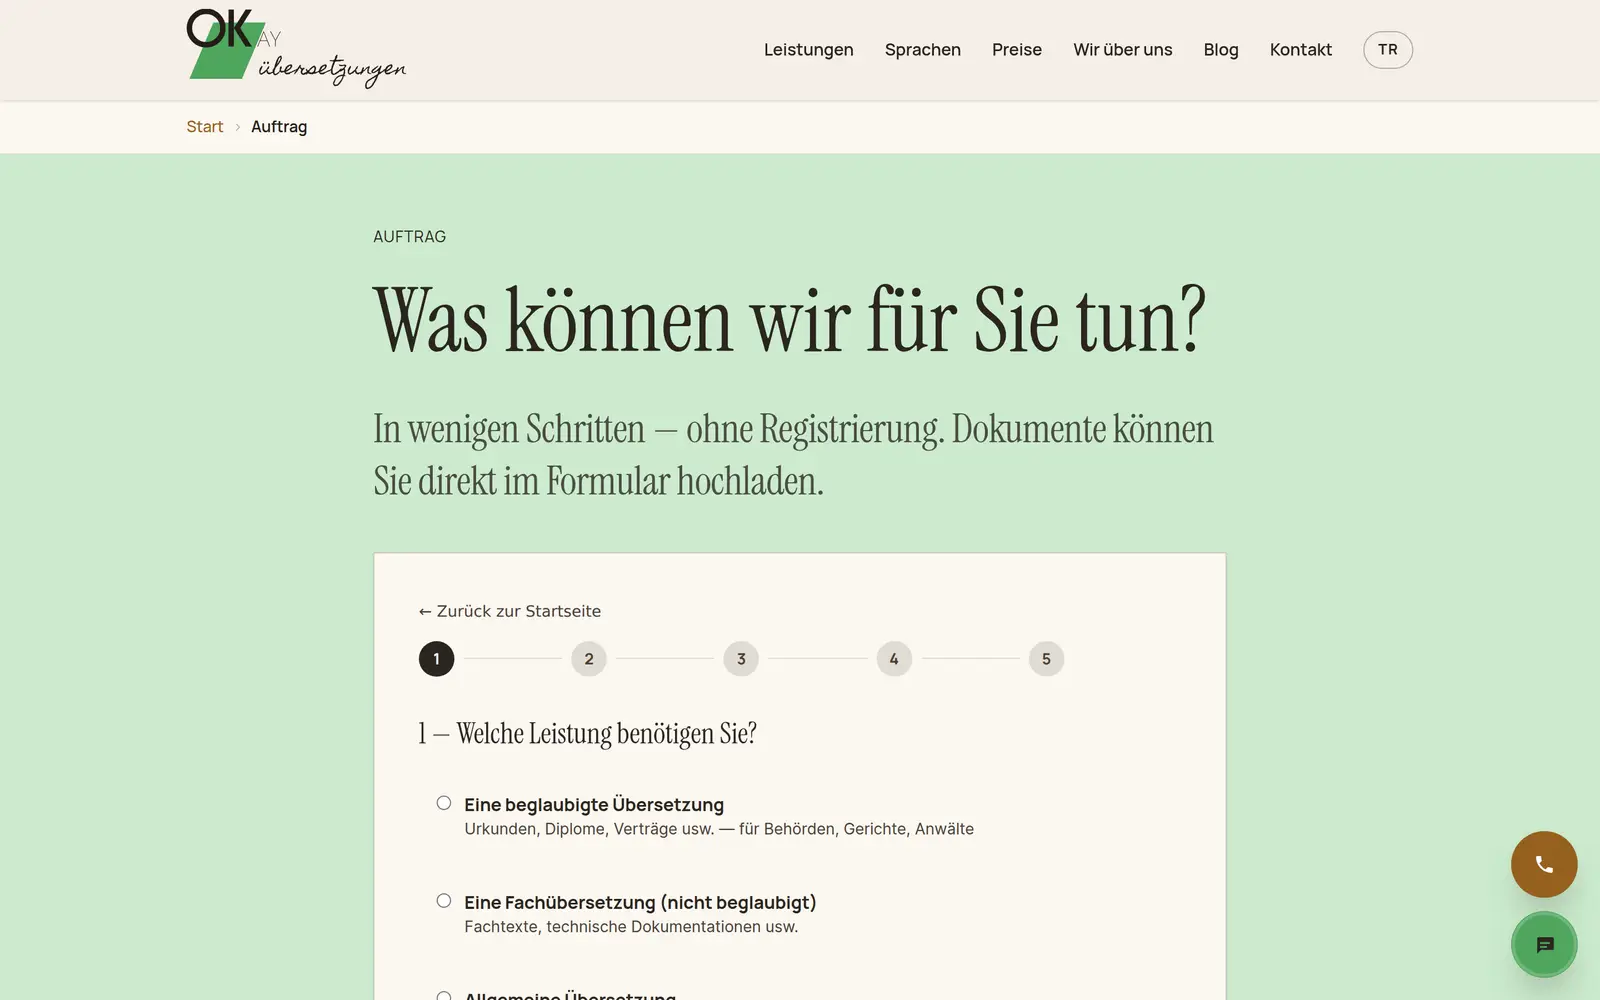 OKAY
übersetzungen
Leistungen Sprachen Preise Wir über uns Blog Kontakt TR
Start › Auftrag
AUFTRAG
Was können wir für Sie tun?
In wenigen Schritten — ohne Registrierung. Dokumente können
Sie direkt im Formular hochladen.
← Zurück zur Startseite
1 2 3 4 5
1 — Welche Leistung benötigen Sie?
Eine beglaubigte Übersetzung
Urkunden, Diplome, Verträge usw. — für Behörden, Gerichte, Anwälte
Eine Fachübersetzung (nicht beglaubigt)
Fachtexte, technische Dokumentationen usw.
Allgemeine Übersetzung